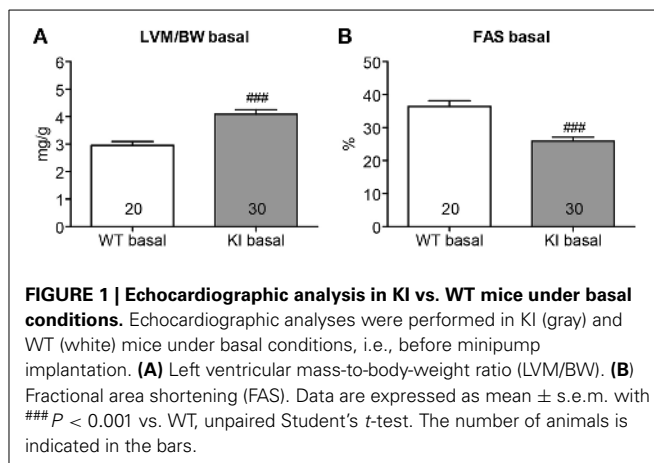 A
LVM/BW basal
mg/g
6
5
4
3
2
1
0
###
20
30
WT basal
KI basal
B
FAS basal
%
50
40
30
20
10
0
###
20
30
WT basal
KI basal
FIGURE 1 | Echocardiographic analysis in KI vs. WT mice under basal
conditions. Echocardiographic analyses were performed in KI (gray) and
WT (white) mice under basal conditions, i.e., before minipump
implantation. (A) Left ventricular mass-to-body-weight ratio (LVM/BW). (B)
Fractional area shortening (FAS). Data are expressed as mean ± s.e.m. with
###P < 0.001 vs. WT, unpaired Student's t-test. The number of animals is
indicated in the bars.